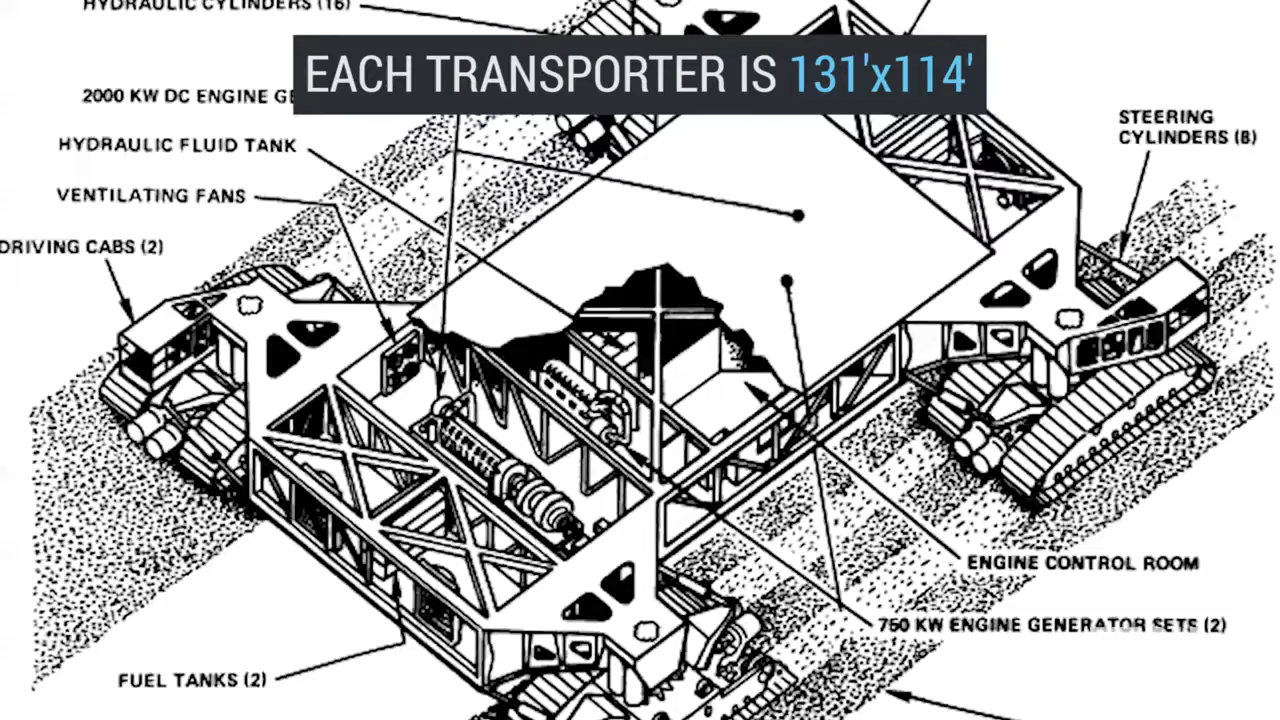 HYDRAULIC CYLINDERS (16)
EACH TRANSPORTER IS 131'x114'
2000 KW DC ENGINE
HYDRAULIC FLUID TANK
VENTILATING FANS
DRIVING CABS (2)
STEERING
CYLINDERS (8)
ENGINE CONTROL ROOM
750 KW ENGINE GENERATOR SETS (2)
FUEL TANKS (2)